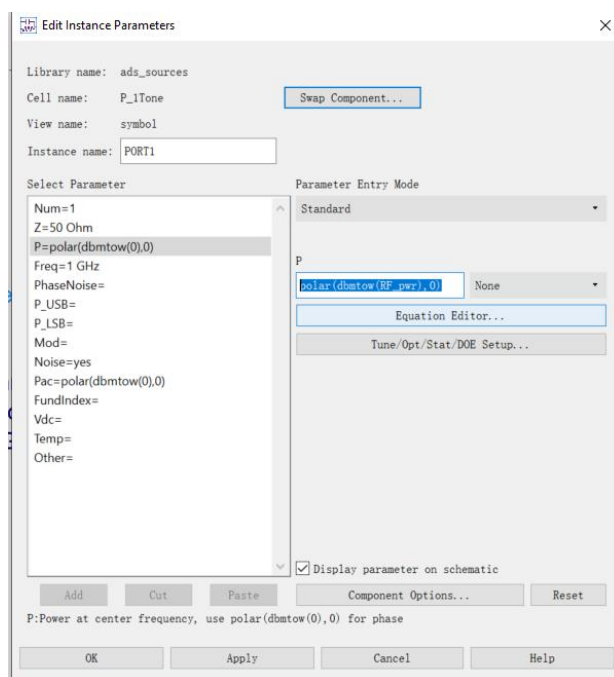 Edit Instance Parameters
Library name: ads_sources
Cell name: P_1Tone
Swap Component...
View name: symbol
Instance name: PORT1
Select Parameter
Parameter Entry Mode
Num=1
Standard
Z=50 Ohm
P=polar(dbmtow(0),0)
Freq=1 GHz
P
PhaseNoise=
polar(dbmtow(RF_pwr),0) None
P_USB=
P_LSB=
Equation Editor...
Mod=
Tune/Opt/Stat/DOE Setup...
Noise=yes
Pac=polar(dbmtow(0),0)
FundIndex=
Vdc=
Temp=
Other=
Display parameter on schematic
Add Cut Paste Component Options... Reset
P:Power at center frequency, use polar(dbmtow(0),0) for phase
OK Apply Cancel Help